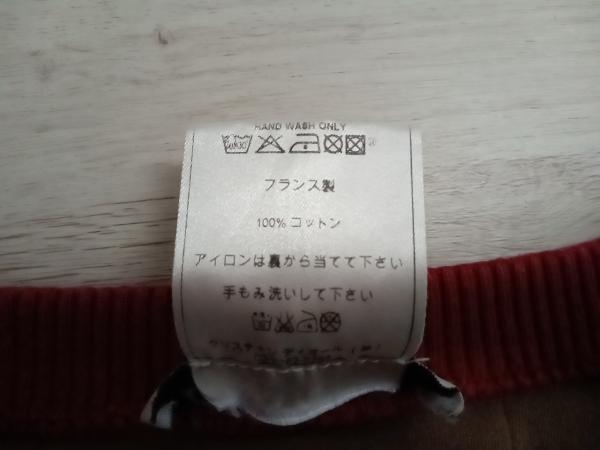 HAND WASH ONLY
フランス製
100% コットン
アイロンは裏から当てて下さい
手もみ洗いして下さい